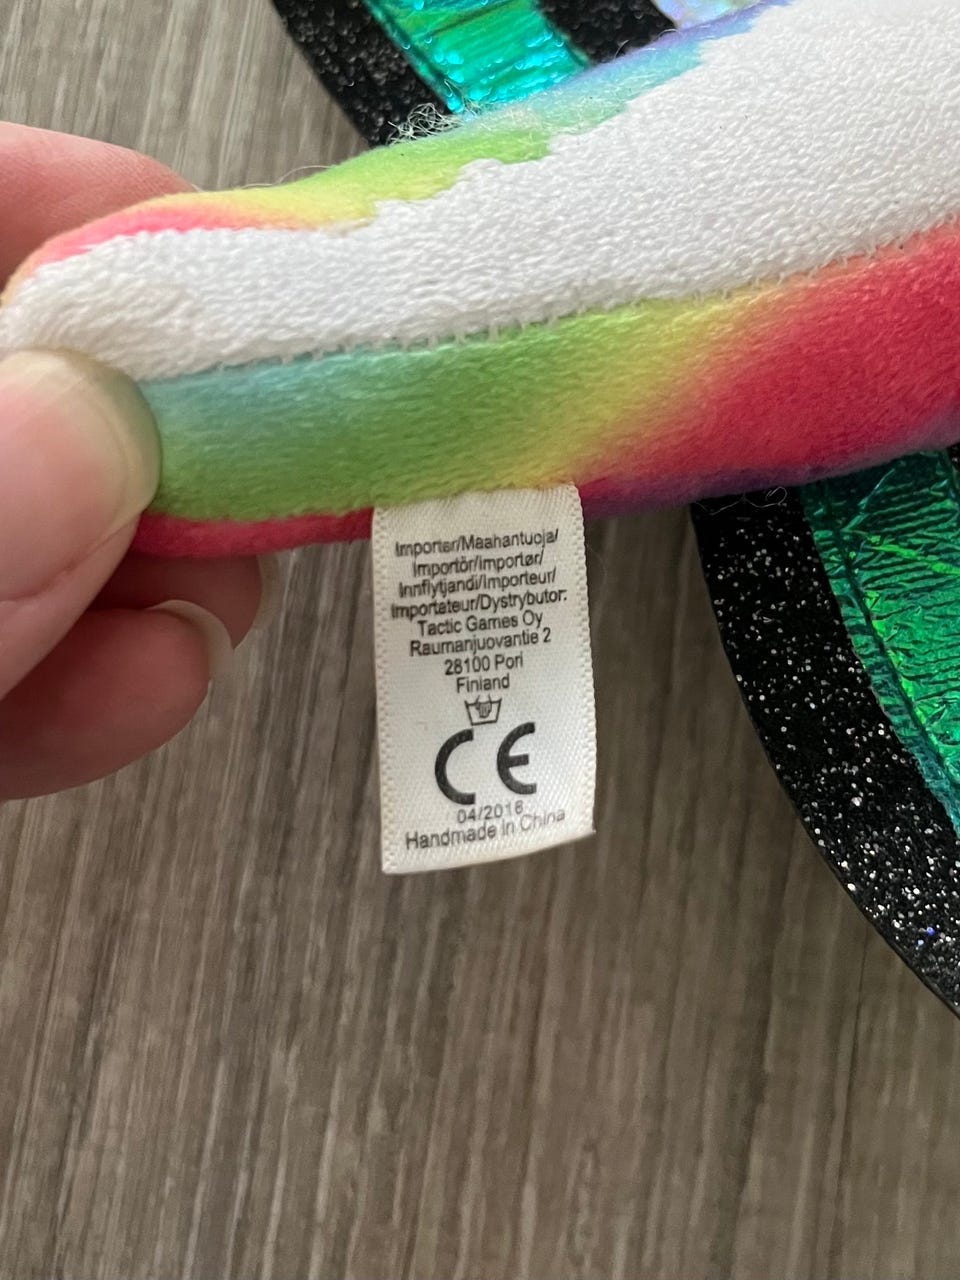 Importer/Maahantuoja/
Importör/Importør/
Innflytjandi/Importeur/
Importateur/Dystrybutor:
Tactic Games Oy
Raumanjuovantie 2
28100 Pori
Finland
CE
04/2016
Handmade in China